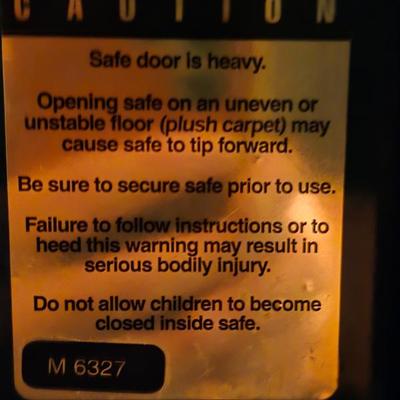 CAUTION
Safe door is heavy.
Opening safe on an uneven or
unstable floor (plush carpet) may
cause safe to tip forward.
Be sure to secure safe prior to use.
Failure to follow instructions or to
heed this warning may result in
serious bodily injury.
Do not allow children to become
closed inside safe.
M 6327